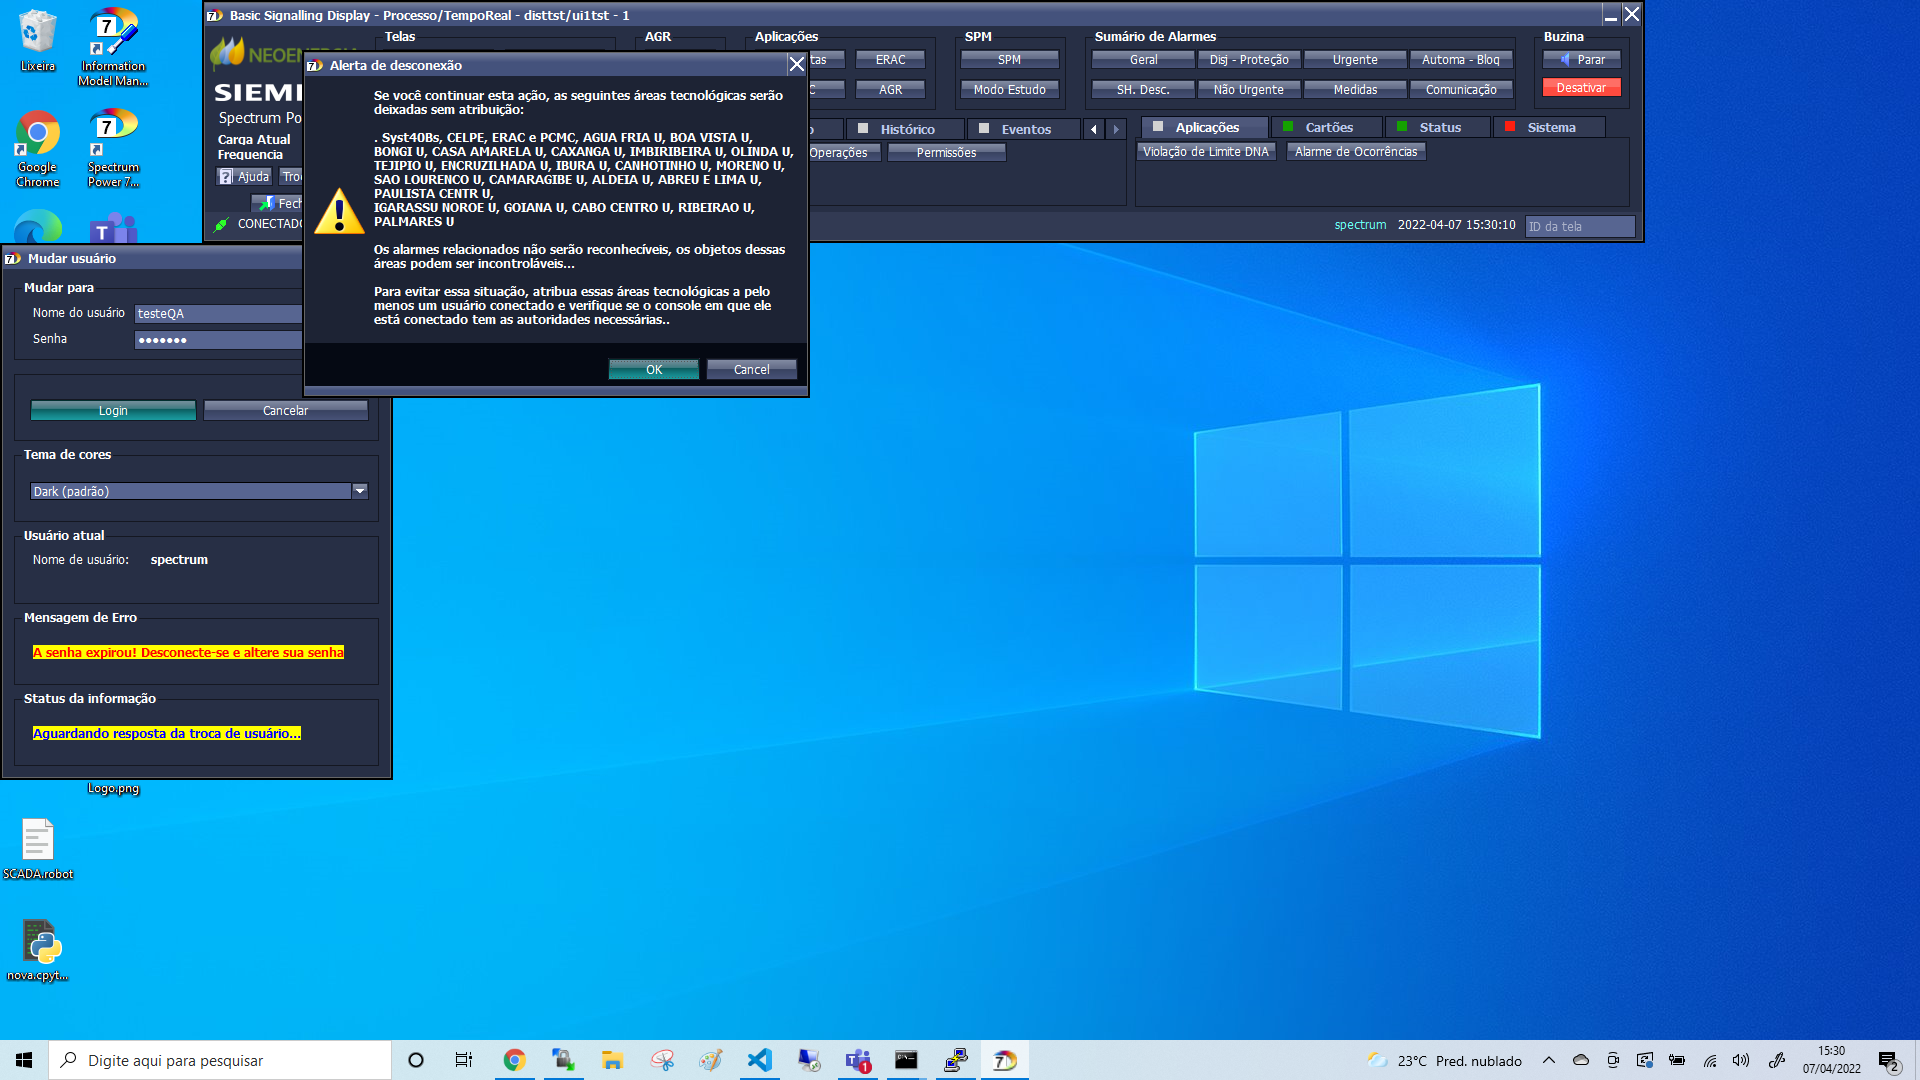 Lixeira
Information
Model Man...
Google
Chrome
Spectrum
Power 7...
Logo.png
SCADA.robot
nova.cpyt...
Basic Signalling Display - Processo/TempoReal - disttst/ui1tst - 1
NEOENERGIA
SIEM
Spectrum Po
Carga Atual
Frequencia
Ajuda
Tro
Fech
CONECTADO
Telas
AGR
Aplicações
tas
ERAC
C
AGR
SPM
SPM
Modo Estudo
Sumário de Alarmes
Geral
Disj - Proteção
Urgente
Automa - Bloq
SH. Desc.
Não Urgente
Medidas
Comunicação
Buzina
Parar
Desativar
o
Histórico
Eventos
Operações
Permissões
Aplicações
Cartões
Status
Sistema
Violação de Limite DNA
Alarme de Ocorrências
spectrum
2022-04-07 15:30:10
ID da tela
Alerta de desconexão
Se você continuar esta ação, as seguintes áreas tecnológicas serão
deixadas sem atribuição:
. Syst40Bs, CELPE, ERAC e PCMC, AGUA FRIA U, BOA VISTA U,
BONGI U, CASA AMARELA U, CAXANGA U, IMBIRIBEIRA U, OLINDA U,
TEJIPIO U, ENCRUZILHADA U, IBURA U, CANHOTINHO U, MORENO U,
SAO LOURENCO U, CAMARAGIBE U, ALDEIA U, ABREU E LIMA U,
PAULISTA CENTR U,
IGARASSU NOROE U, GOIANA U, CABO CENTRO U, RIBEIRAO U,
PALMARES U
Os alarmes relacionados não serão reconhecíveis, os objetos dessas
áreas podem ser incontroláveis...
Para evitar essa situação, atribua essas áreas tecnológicas a pelo
menos um usuário conectado e verifique se o console em que ele
está conectado tem as autoridades necessárias..
OK
Cancel
Mudar usuário
Mudar para
Nome do usuário
testeQA
Senha
•••••••
Login
Cancelar
Tema de cores
Dark (padrão)
Usuário atual
Nome de usuário:
spectrum
Mensagem de Erro
A senha expirou! Desconecte-se e altere sua senha
Status da informação
Aguardando resposta da troca de usuário...
Digite aqui para pesquisar
1
23°C Pred. nublado
15:30
07/04/2022
2